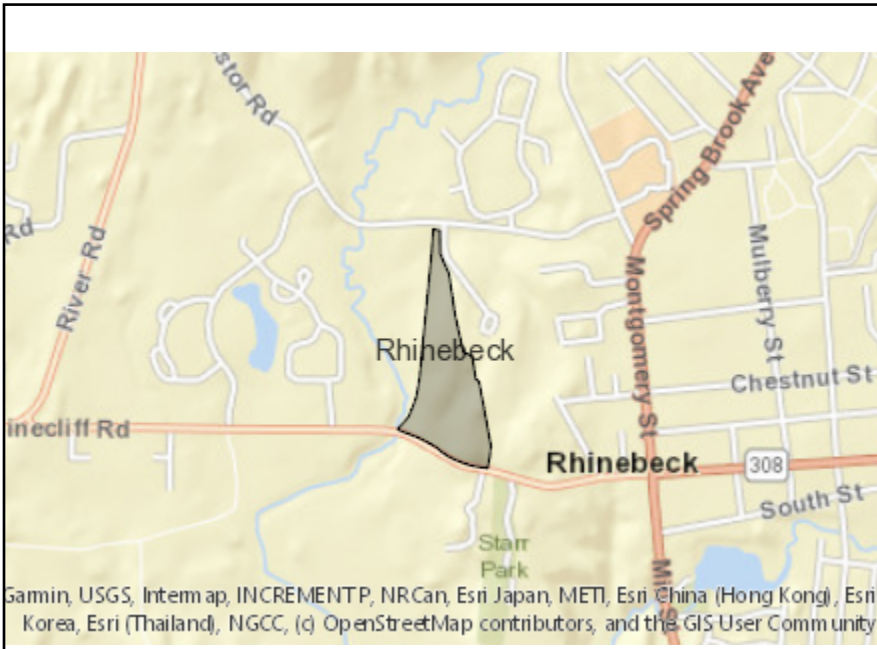 stor Rd
Spring Brook Ave
Rd
River Rd
Mulberry St
Montgomery St
Rhinebeck
Chestnut St
inecliff Rd
Rhinebeck
308
South St
Starr
Park
Mill St
Garmin, USGS, Intermap, INCREMENT P, NRCan, Esri Japan, METI, Esri China (Hong Kong), Esri
Korea, Esri (Thailand), NGCC, (c) OpenStreetMap contributors, and the GIS User Community